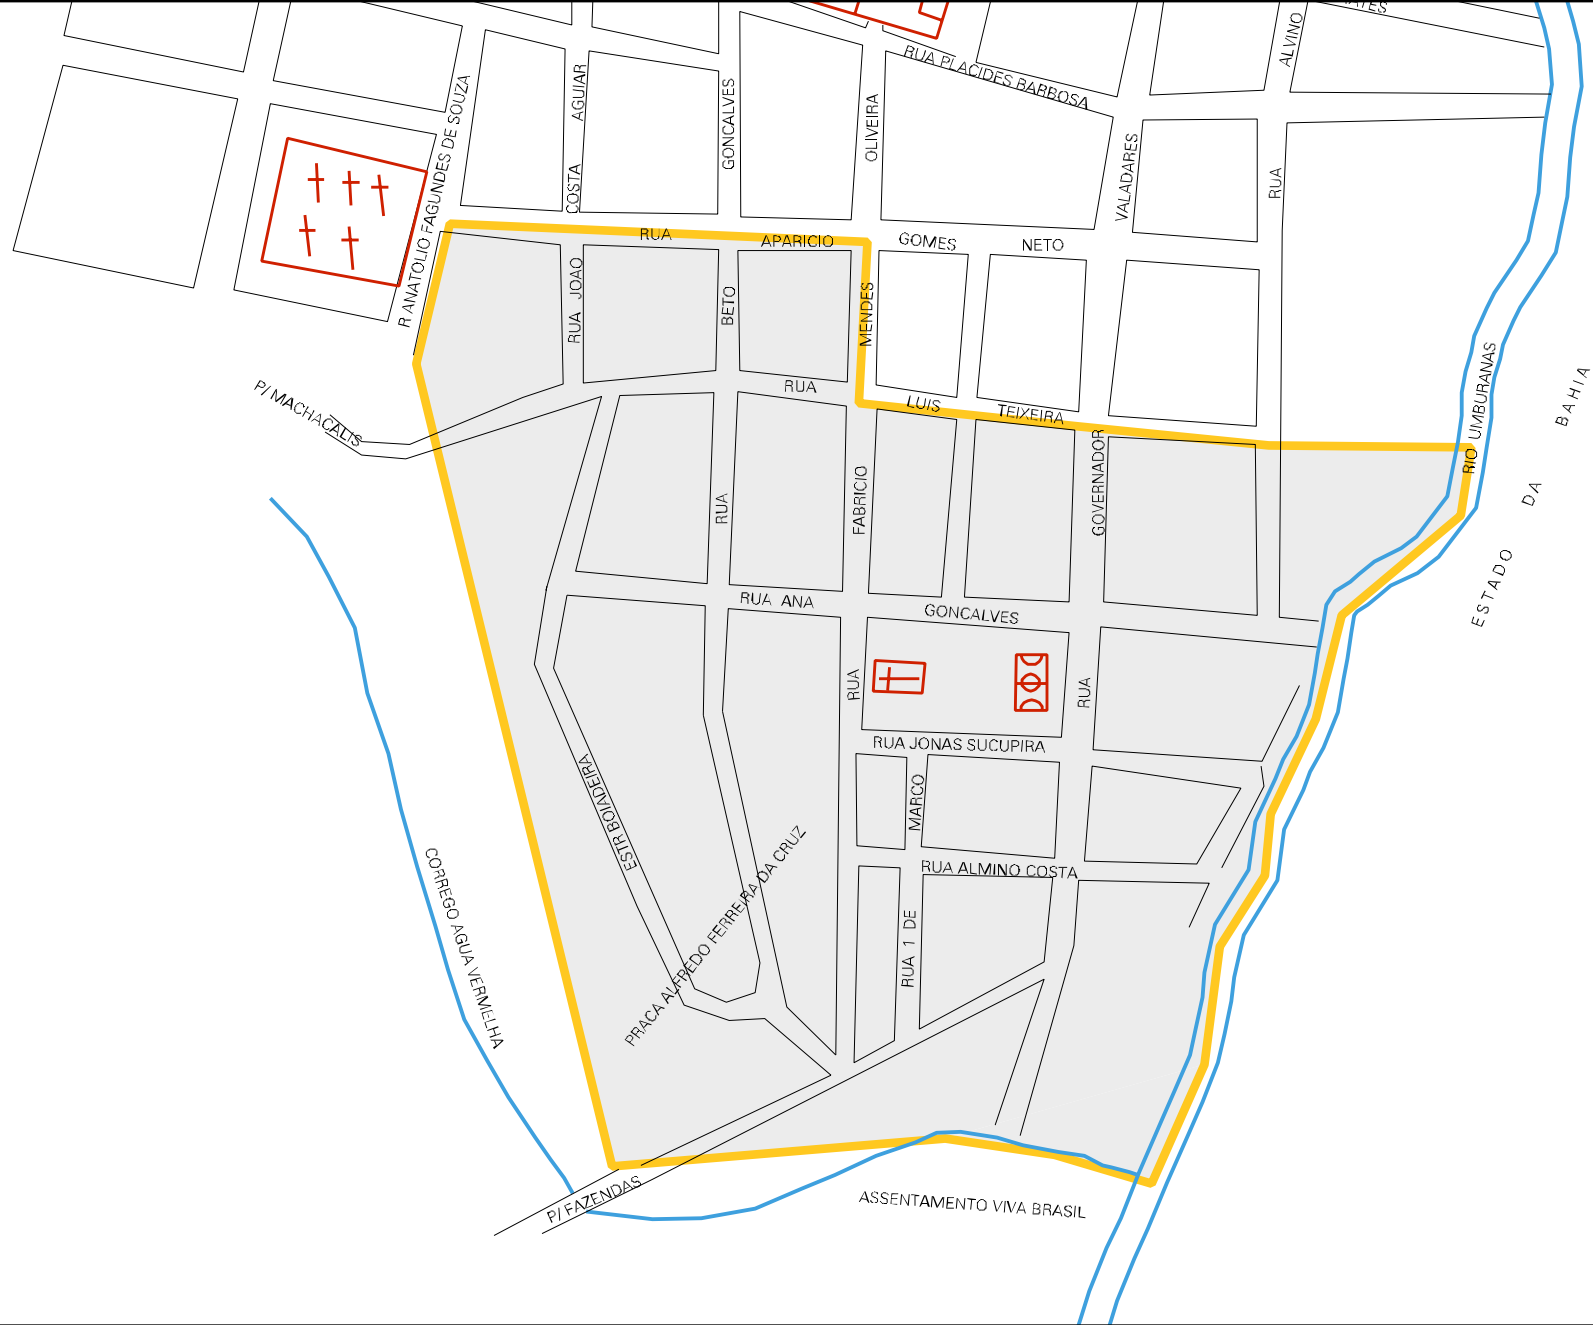 ATES
ALVINO
RUA PLACIDES BARBOSA
R ANATOLIO FAGUNDES DE SOUZA
COSTA AGUIAR
GONCALVES
OLIVEIRA
VALADARES
RUA
RUA APARICIO GOMES NETO
RUA JOAO
BETO
MENDES
RUA LUIS TEIXEIRA
P/ MACHACALIS
RIO UMBURANAS
ESTADO DA BAHIA
RUA
FABRICIO
GOVERNADOR
RUA ANA GONCALVES
RUA
RUA
RUA JONAS SUCUPIRA
ESTR BOIADEIRA
MARCO
PRACA ALFREDO FERREIRA DA CRUZ
RUA ALMINO COSTA
RUA 1 DE
CORREGO AGUA VERMELHA
P/ FAZENDAS
ASSENTAMENTO VIVA BRASIL